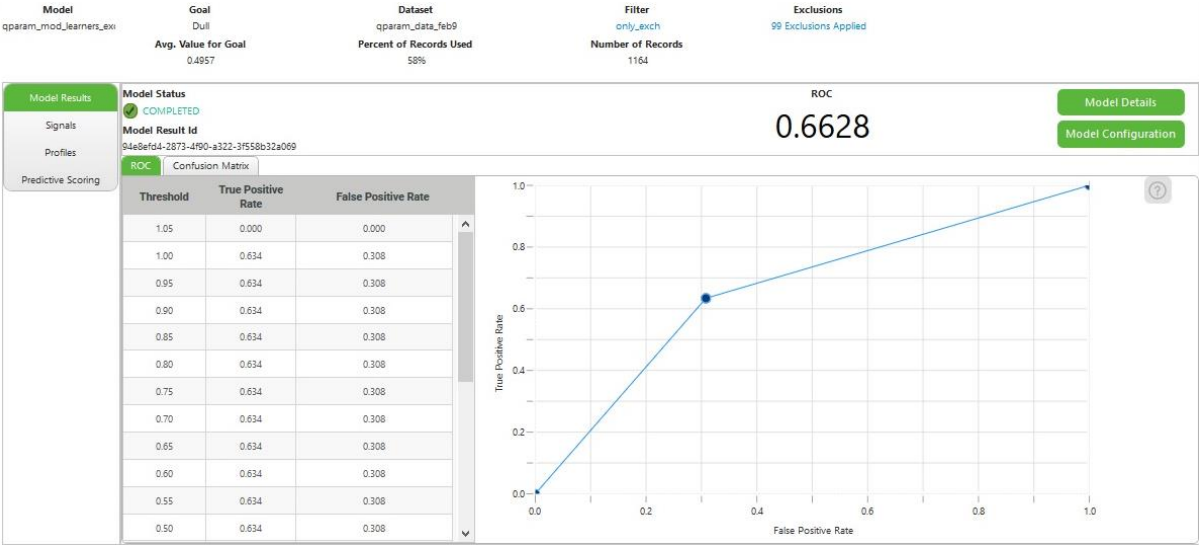 Model Goal Dataset Filter Exclusions
qparam_mod_learners_ex Dull qparam_data_feb9 only_exch 99 Exclusions Applied
Avg. Value for Goal Percent of Records Used Number of Records
0.4957 58% 1164
Model Results
Signals
Profiles
Predictive Scoring
Model Status
COMPLETED
Model Result Id
94e8efd4-2873-4f90-a322-3f558b32a069
ROC
0.6628
Model Details
Model Configuration
ROC Confusion Matrix
Threshold True Positive Rate False Positive Rate
1.05 0.000 0.000
1.00 0.634 0.308
0.95 0.634 0.308
0.90 0.634 0.308
0.85 0.634 0.308
0.80 0.634 0.308
0.75 0.634 0.308
0.70 0.634 0.308
0.65 0.634 0.308
0.60 0.634 0.308
0.55 0.634 0.308
0.50 0.634 0.308
?
True Positive Rate
1.0
0.8
0.6
0.4
0.2
0.0
0.0 0.2 0.4 0.6 0.8 1.0
False Positive Rate